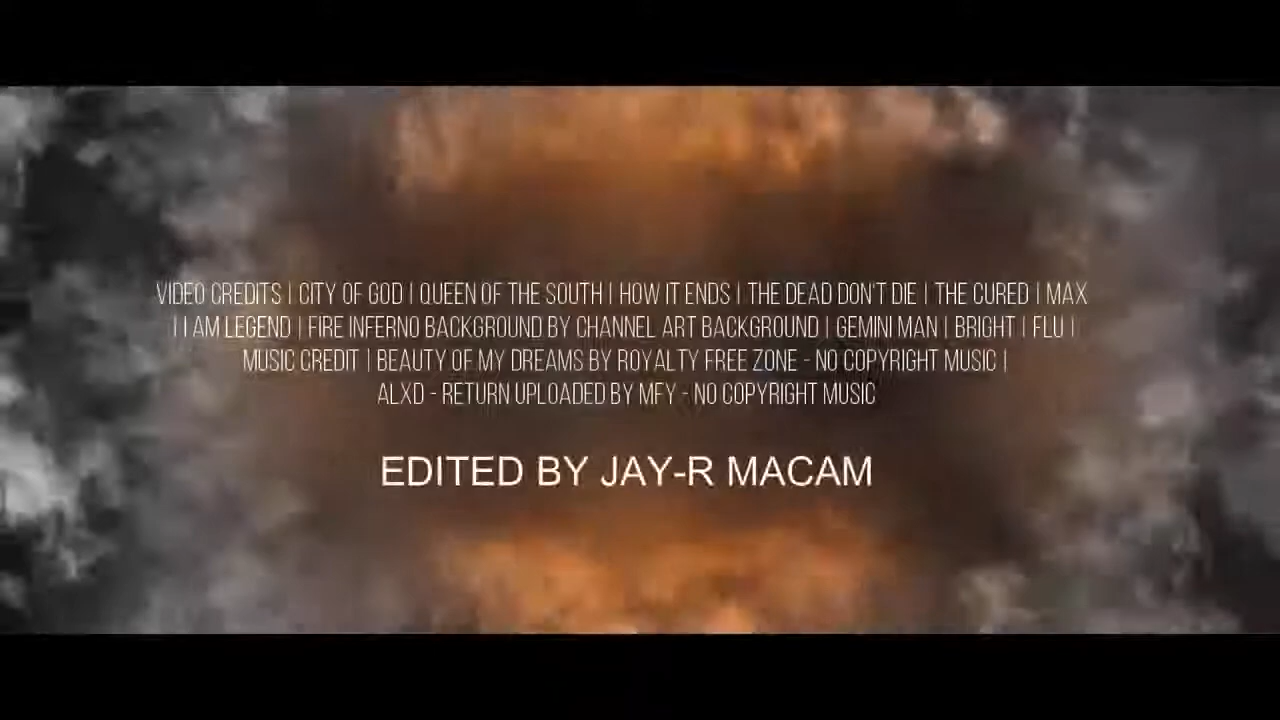 VIDEO CREDITS | CITY OF GOD | QUEEN OF THE SOUTH | HOW IT ENDS | THE DEAD DON'T DIE | THE CURED | MAX
| I AM LEGEND | FIRE INFERNO BACKGROUND BY CHANNEL ART BACKGROUND | GEMINI MAN | BRIGHT | FLU |
MUSIC CREDIT | BEAUTY OF MY DREAMS BY ROYALTY FREE ZONE - NO COPYRIGHT MUSIC |
ALXD - RETURN UPLOADED BY MFY - NO COPYRIGHT MUSIC
EDITED BY JAY-R MACAM